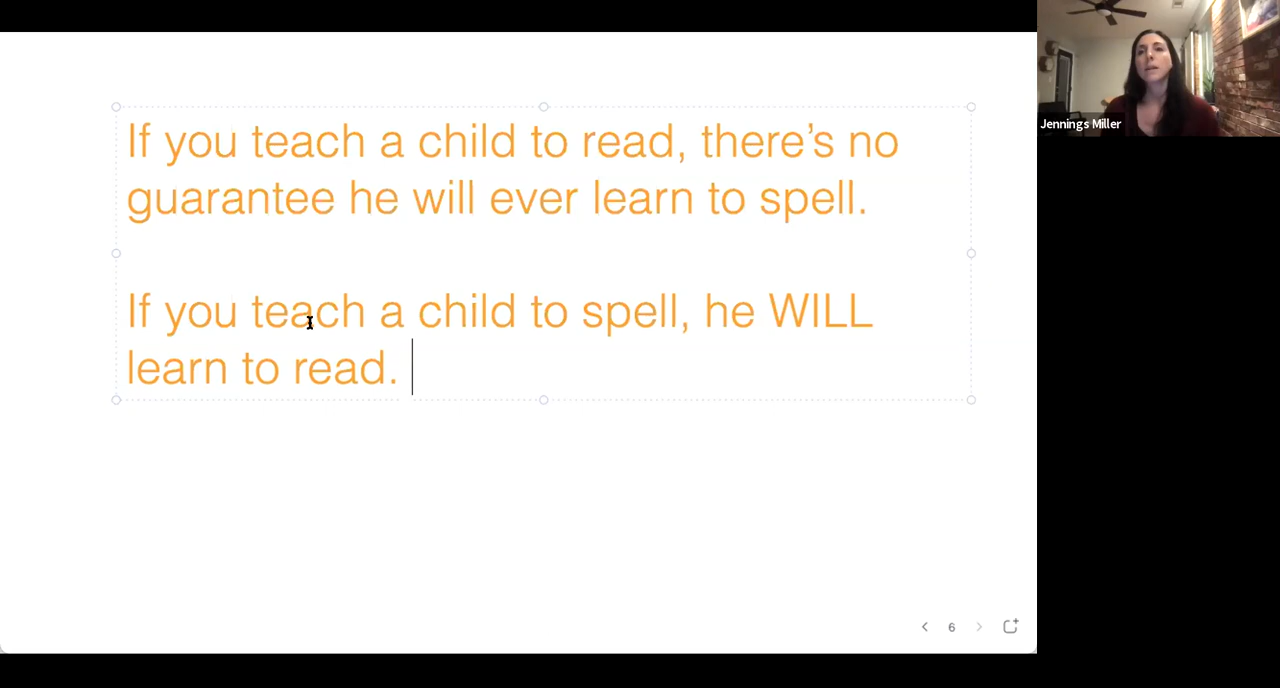 If you teach a child to read, there's no
guarantee he will ever learn to spell.
If you teach a child to spell, he WILL
learn to read.
6
Jennings Miller